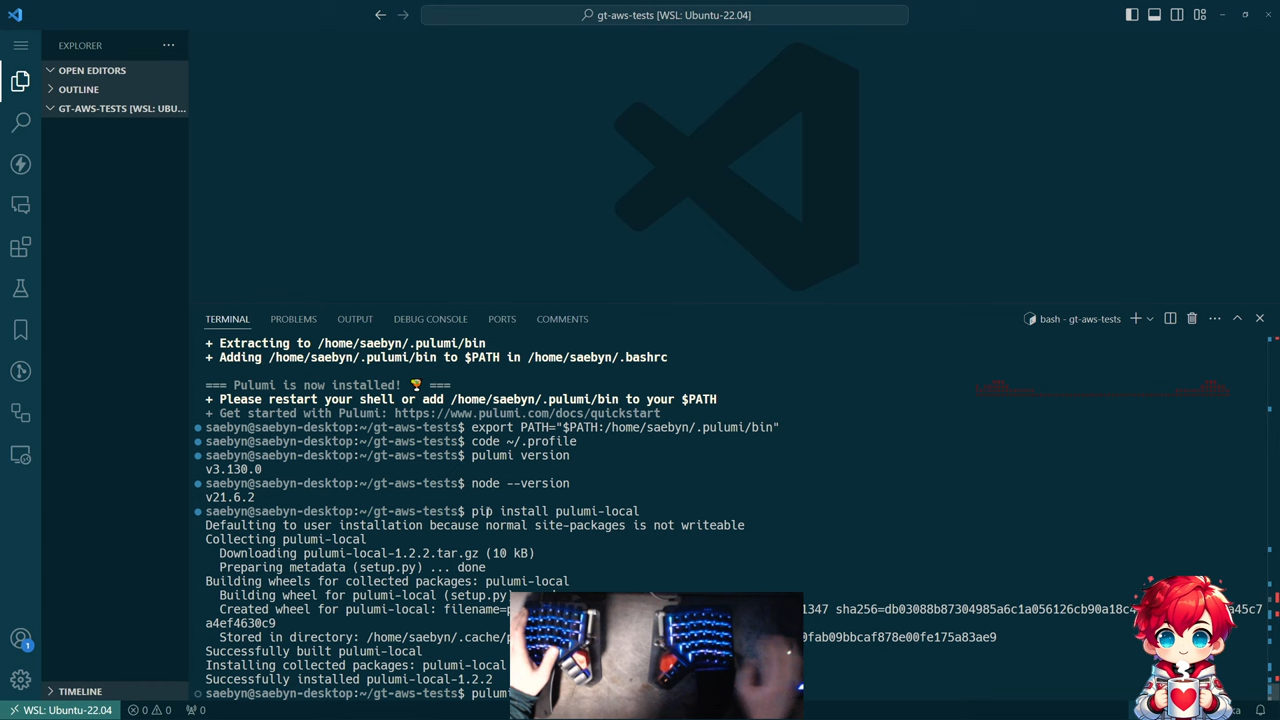 gt-aws-tests [WSL: Ubuntu-22.04]
EXPLORER
OPEN EDITORS
OUTLINE
GT-AWS-TESTS [WSL: UBU...
TERMINAL PROBLEMS OUTPUT DEBUG CONSOLE PORTS COMMENTS
bash - gt-aws-tests
+ Extracting to /home/saebyn/.pulumi/bin
+ Adding /home/saebyn/.pulumi/bin to $PATH in /home/saebyn/.bashrc
=== Pulumi is now installed! 🍹 ===
+ Please restart your shell or add /home/saebyn/.pulumi/bin to your $PATH
+ Get started with Pulumi: https://www.pulumi.com/docs/quickstart
saebyn@saebyn-desktop:~/gt-aws-tests$ export PATH="$PATH:/home/saebyn/.pulumi/bin"
saebyn@saebyn-desktop:~/gt-aws-tests$ code ~/.profile
saebyn@saebyn-desktop:~/gt-aws-tests$ pulumi version
v3.130.0
saebyn@saebyn-desktop:~/gt-aws-tests$ node --version
v21.6.2
saebyn@saebyn-desktop:~/gt-aws-tests$ pip install pulumi-local
Defaulting to user installation because normal site-packages is not writeable
Collecting pulumi-local
Downloading pulumi-local-1.2.2.tar.gz (10 kB)
Preparing metadata (setup.py) ... done
Building wheels for collected packages: pulumi-local
Building wheel for pulumi-local (setup.py)
Created wheel for pulumi-local: filename=p 1347 sha256=db03088b87304985a6c1a056126cb90a18c a45c7
a4ef4630c9
Stored in directory: /home/saebyn/.cache/p 0fab09bbcaf878e00fe175a83ae9
Successfully built pulumi-local
Installing collected packages: pulumi-local
Successfully installed pulumi-local-1.2.2
saebyn@saebyn-desktop:~/gt-aws-tests$ pulum
1
TIMELINE
WSL: Ubuntu-22.04 0 0 0